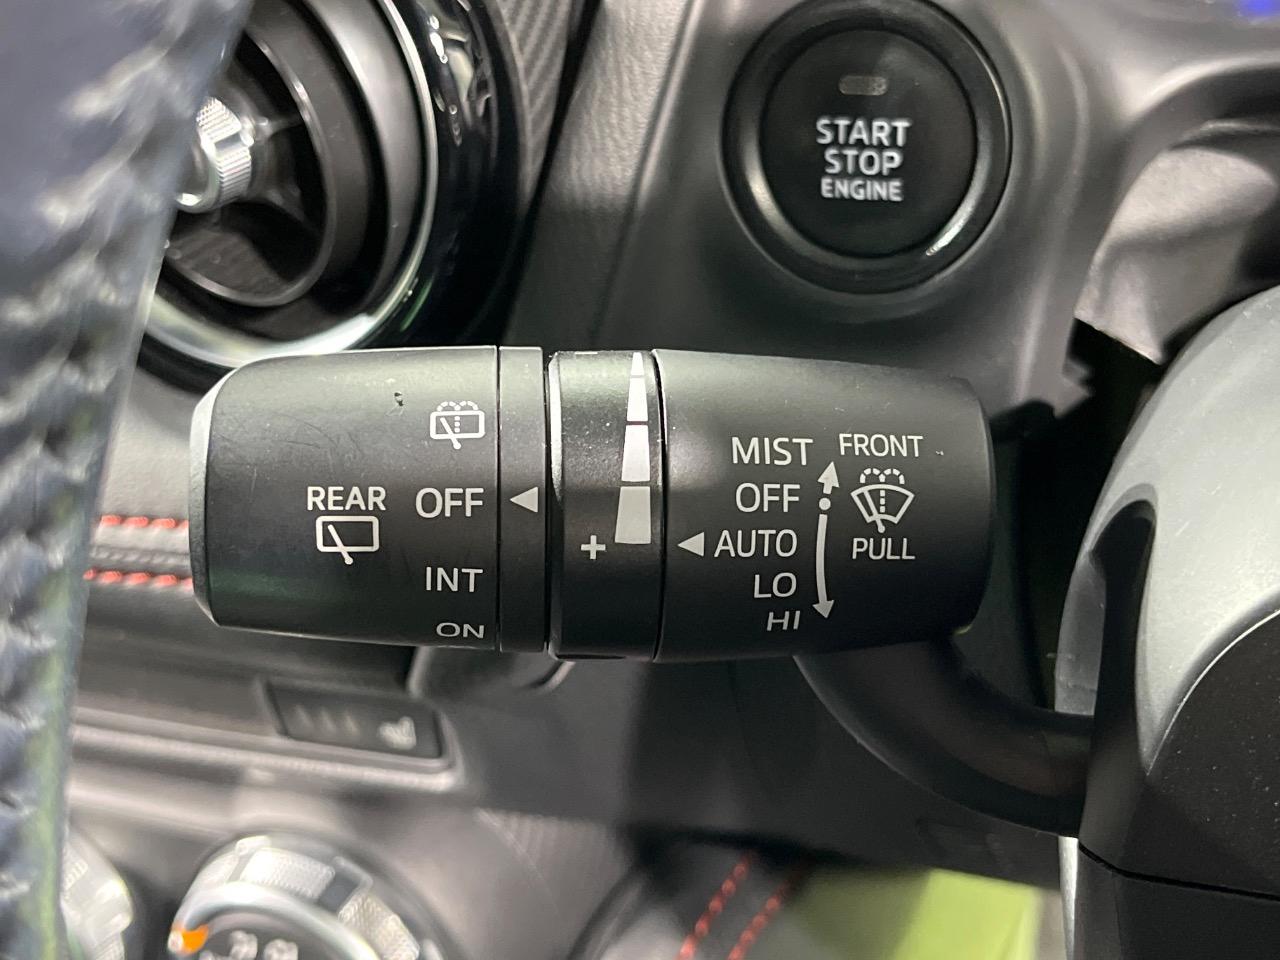 START
STOP
ENGINE
MIST
OFF
AUTO
LO
HI
FRONT
PULL
REAR
OFF
INT
ON
−
+